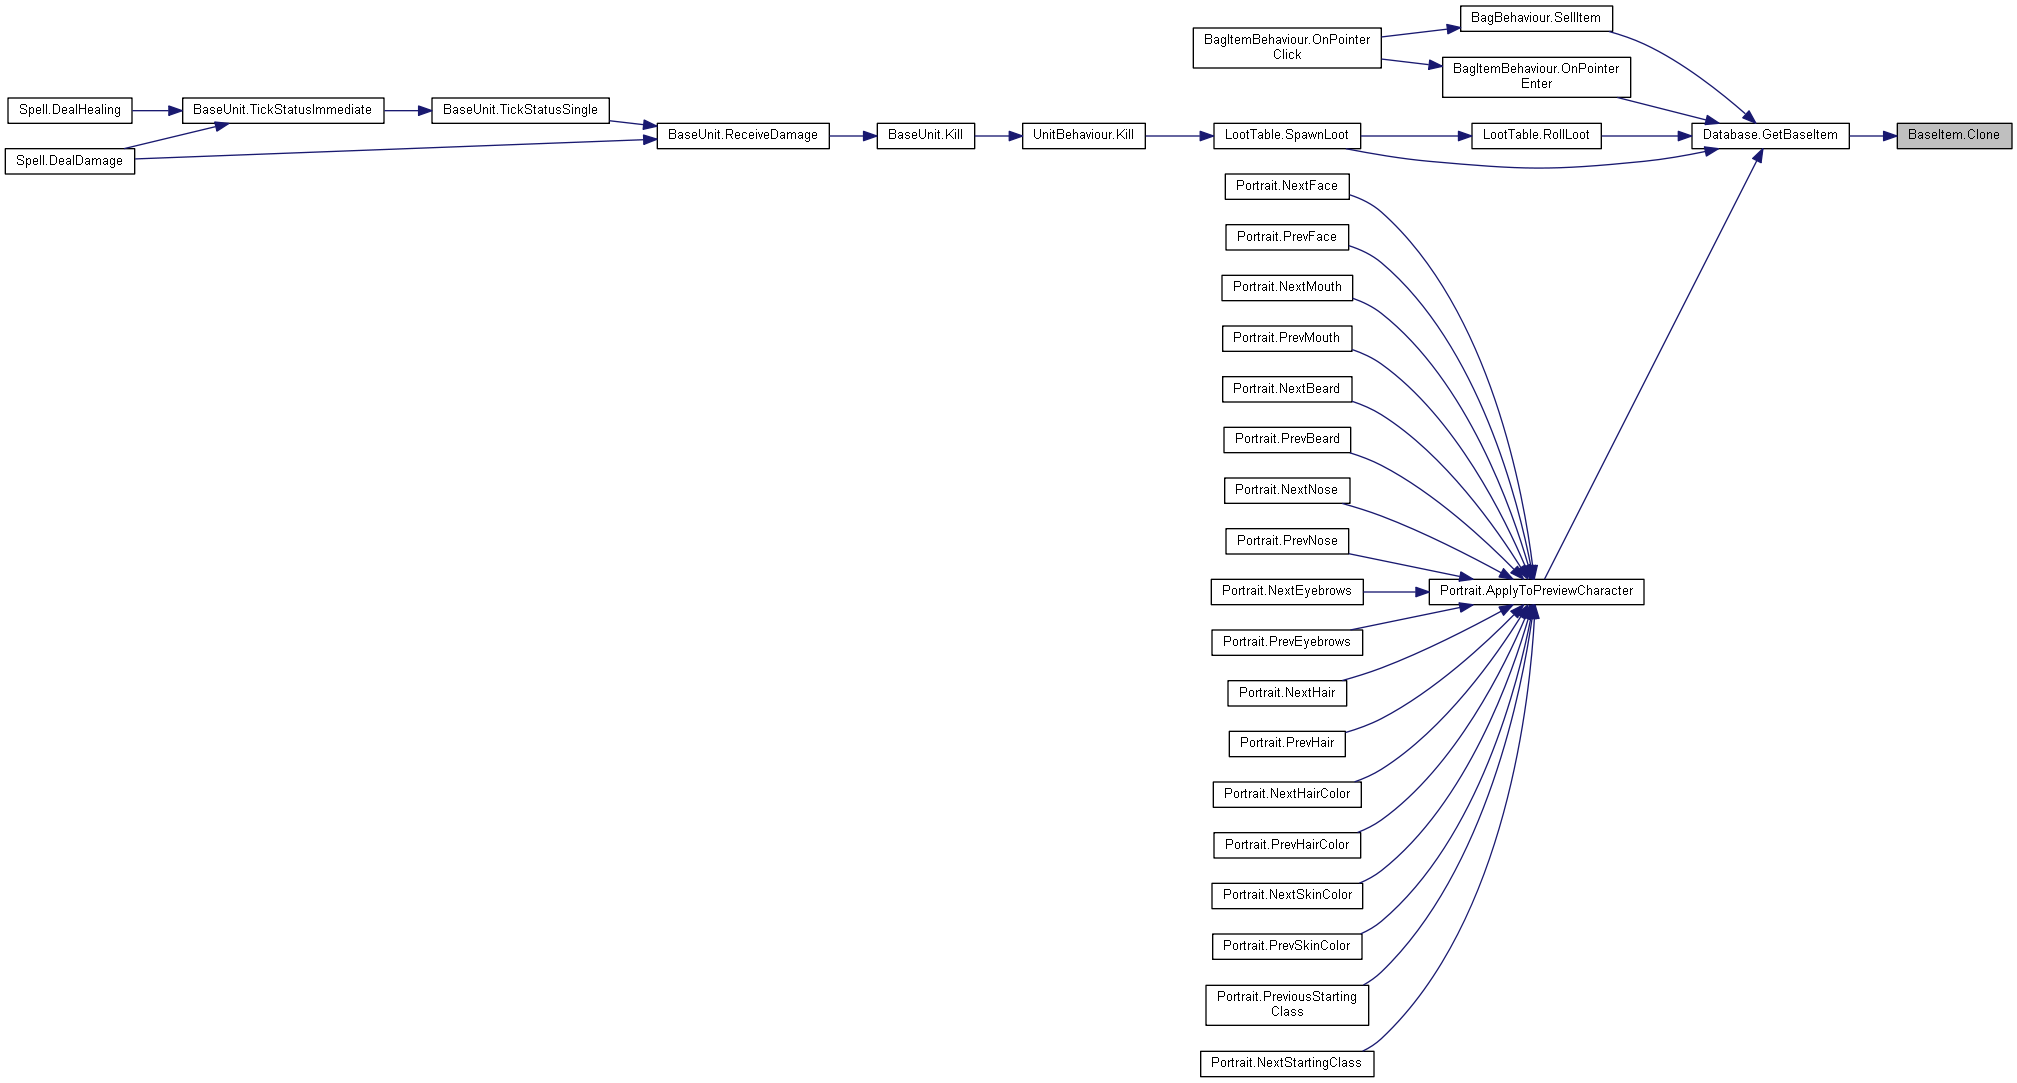 BagBehaviour.SellItem
BagItemBehaviour.OnPointer
Click
BagItemBehaviour.OnPointer
Enter
Spell.DealHealing
BaseUnit.TickStatusImmediate
BaseUnit.TickStatusSingle
BaseUnit.ReceiveDamage
BaseUnit.Kill
UnitBehaviour.Kill
LootTable.SpawnLoot
LootTable.RollLoot
Database.GetBaseItem
BaseItem.Clone
Spell.DealDamage
Portrait.NextFace
Portrait.PrevFace
Portrait.NextMouth
Portrait.PrevMouth
Portrait.NextBeard
Portrait.PrevBeard
Portrait.NextNose
Portrait.PrevNose
Portrait.NextEyebrows
Portrait.ApplyToPreviewCharacter
Portrait.PrevEyebrows
Portrait.NextHair
Portrait.PrevHair
Portrait.NextHairColor
Portrait.PrevHairColor
Portrait.NextSkinColor
Portrait.PrevSkinColor
Portrait.PreviousStarting
Class
Portrait.NextStartingClass